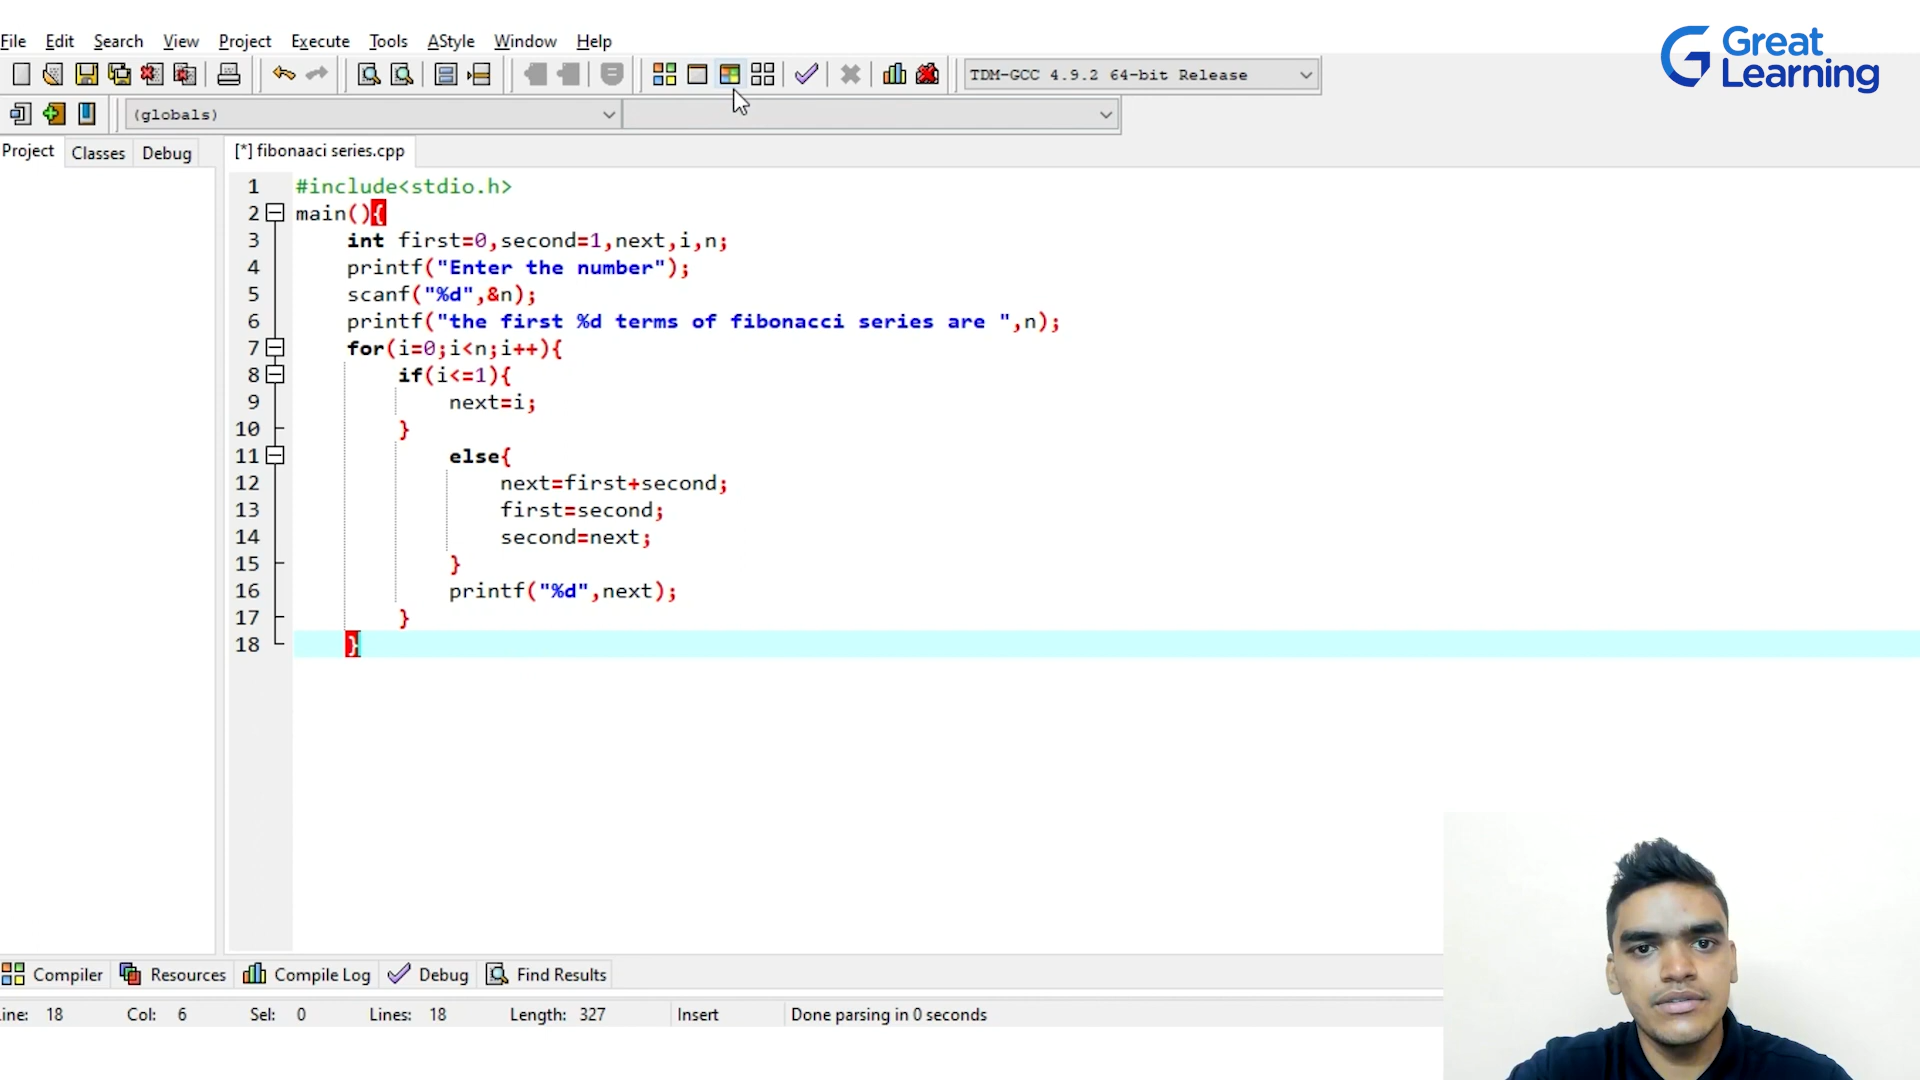 File Edit Search View Project Execute Tools AStyle Window Help
Great Learning
TDM-GCC 4.9.2 64-bit Release
(globals)
Project Classes Debug
[*] fibonaaci series.cpp
1 #include<stdio.h>
2 main(){
3 int first=0,second=1,next,i,n;
4 printf("Enter the number");
5 scanf("%d",&n);
6 printf("the first %d terms of fibonacci series are ",n);
7 for(i=0;i<n;i++){
8 if(i<=1){
9 next=i;
10 }
11 else{
12 next=first+second;
13 first=second;
14 second=next;
15 }
16 printf("%d",next);
17 }
18 }
Compiler Resources Compile Log Debug Find Results
ine: 18 Col: 6 Sel: 0 Lines: 18 Length: 327 Insert Done parsing in 0 seconds